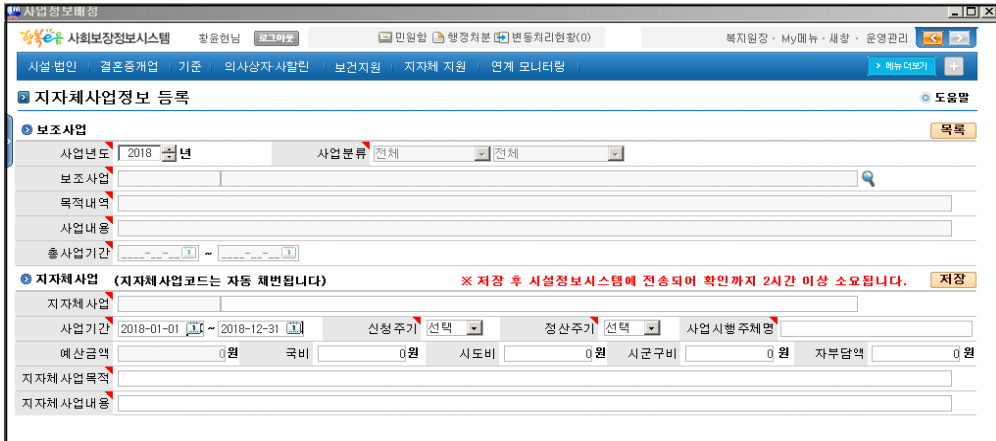 사업정보배정
행복e음 사회보장정보시스템 황윤현님 로그아웃 민원함 행정처분 변동처리현황(0) 복지원장 · My메뉴 · 새창 · 운영관리
시설·법인 결혼중개업 기준 의사상자·사할린 보건지원 지자체 지원 연계 모니터링 > 메뉴더보기 +
지자체사업정보 등록 도움말
보조사업 목록
사업년도 2018 년 사업분류 전체 전체
보조사업
목적내역
사업내용
총사업기간 ____-__-__ ~ ____-__-__
지자체사업 (지자체사업코드는 자동 채번됩니다) ※ 저장 후 시설정보시스템에 전송되어 확인까지 2시간 이상 소요됩니다. 저장
지자체사업
사업기간 2018-01-01 ~ 2018-12-31 신청주기 선택 정산주기 선택 사업시행주체명
예산금액 0 원 국비 0 원 시도비 0 원 시군구비 0 원 자부담액 0 원
지자체사업목적
지자체사업내용